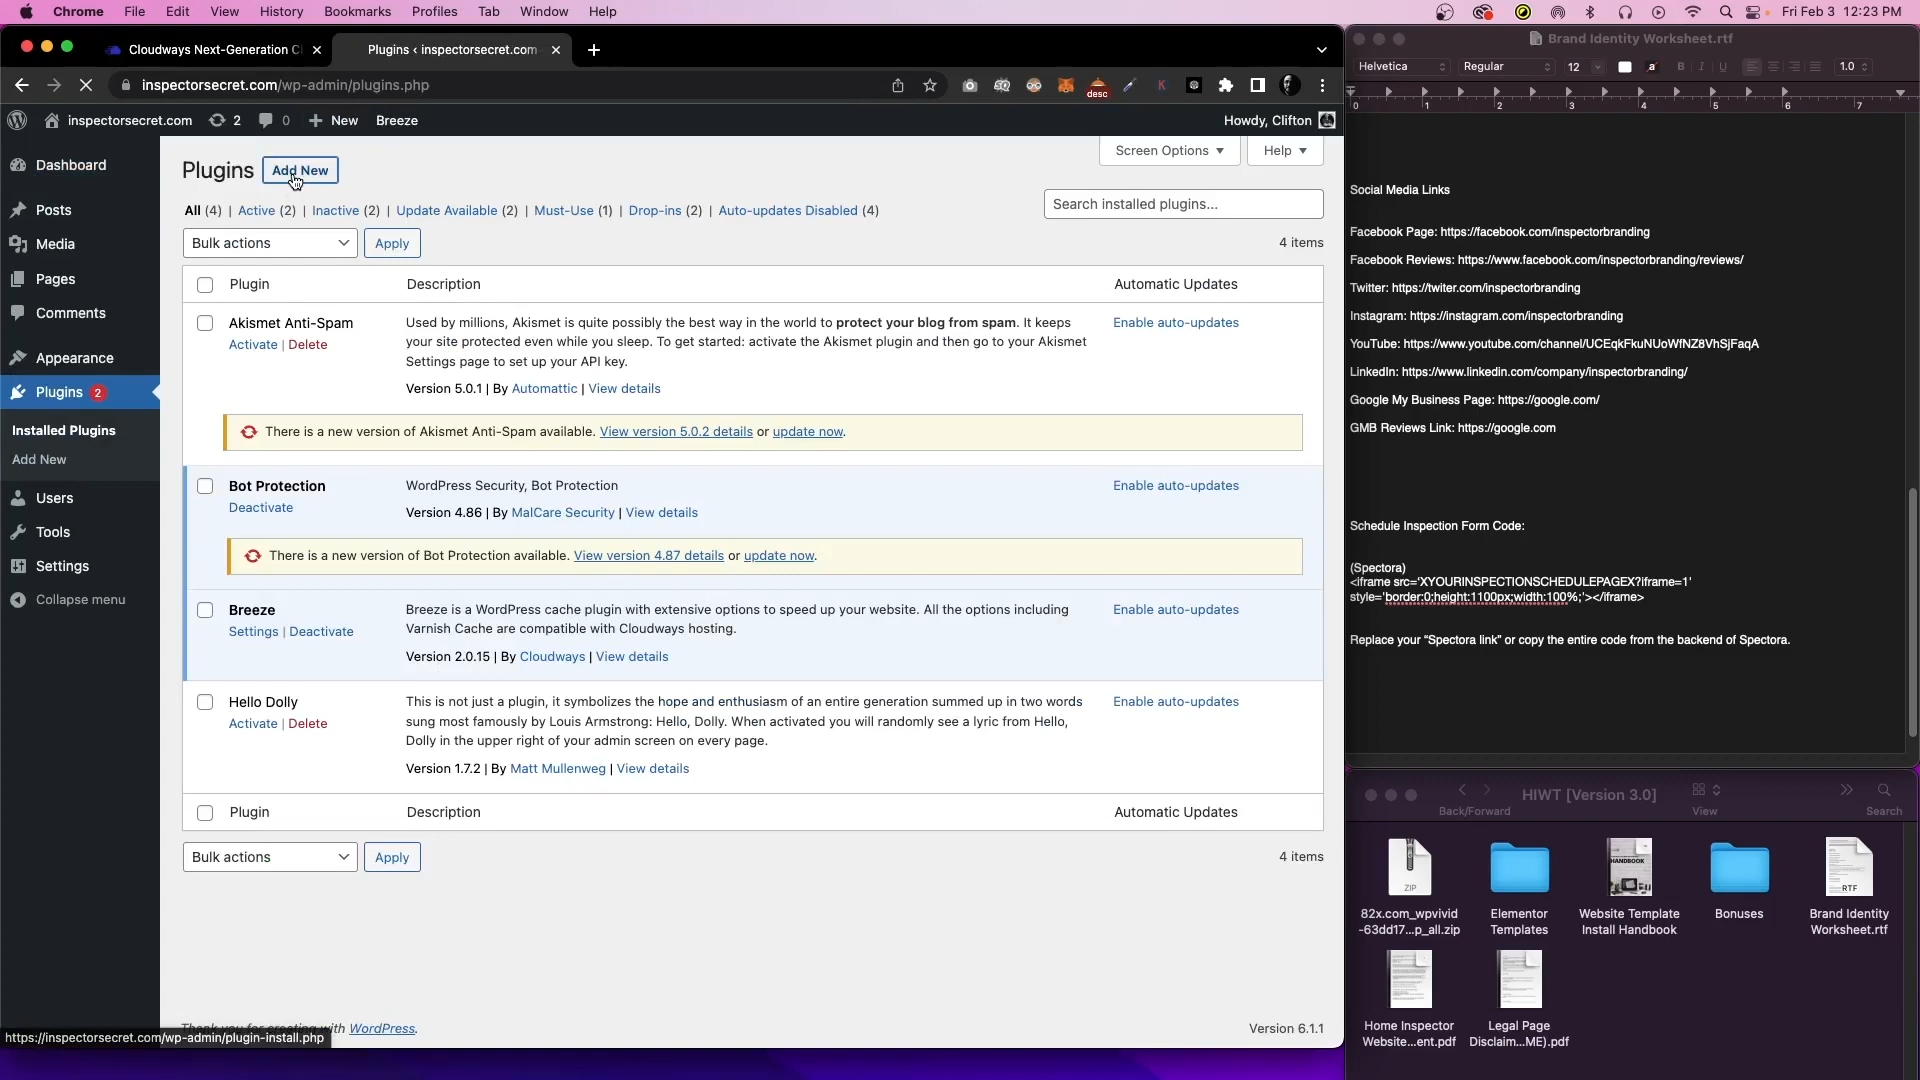 Chrome File Edit View History Bookmarks Profiles Tab Window Help
Fri Feb 3 12:23 PM
Cloudways Next-Generation C
Plugins ‹ inspectorsecret.com
inspectorsecret.com/wp-admin/plugins.php
desc
inspectorsecret.com 2 0 New Breeze
Howdy, Clifton
Dashboard
Posts
Media
Pages
Comments
Appearance
Plugins 2
Installed Plugins
Add New
Users
Tools
Settings
Collapse menu
Screen Options Help
Plugins Add New
All (4) | Active (2) | Inactive (2) | Update Available (2) | Must-Use (1) | Drop-ins (2) | Auto-updates Disabled (4)
Search installed plugins...
Bulk actions Apply
4 items
Plugin Description Automatic Updates
Akismet Anti-Spam
Activate | Delete
Used by millions, Akismet is quite possibly the best way in the world to protect your blog from spam. It keeps
your site protected even while you sleep. To get started: activate the Akismet plugin and then go to your Akismet
Settings page to set up your API key.
Version 5.0.1 | By Automattic | View details
Enable auto-updates
There is a new version of Akismet Anti-Spam available. View version 5.0.2 details or update now.
Bot Protection
Deactivate
WordPress Security, Bot Protection
Version 4.86 | By MalCare Security | View details
Enable auto-updates
There is a new version of Bot Protection available. View version 4.87 details or update now.
Breeze
Settings | Deactivate
Breeze is a WordPress cache plugin with extensive options to speed up your website. All the options including
Varnish Cache are compatible with Cloudways hosting.
Version 2.0.15 | By Cloudways | View details
Enable auto-updates
Hello Dolly
Activate | Delete
This is not just a plugin, it symbolizes the hope and enthusiasm of an entire generation summed up in two words
sung most famously by Louis Armstrong: Hello, Dolly. When activated you will randomly see a lyric from Hello,
Dolly in the upper right of your admin screen on every page.
Version 1.7.2 | By Matt Mullenweg | View details
Enable auto-updates
Plugin Description Automatic Updates
Bulk actions Apply
4 items
Thank you for creating with WordPress.
Version 6.1.1
https://inspectorsecret.com/wp-admin/plugin-install.php
Brand Identity Worksheet.rtf
Helvetica Regular 12 a B I U 1.0
0 1 2 3 4 5 6 7
Social Media Links
Facebook Page: https://facebook.com/inspectorbranding
Facebook Reviews: https://www.facebook.com/inspectorbranding/reviews/
Twitter: https://twiter.com/inspectorbranding
Instagram: https://instagram.com/inspectorbranding
YouTube: https://www.youtube.com/channel/UCEqkFkuNUoWfNZ8VhSjFaqA
LinkedIn: https://www.linkedin.com/company/inspectorbranding/
Google My Business Page: https://google.com/
GMB Reviews Link: https://google.com
Schedule Inspection Form Code:
(Spectora)
<iframe src='XYOURINSPECTIONSCHEDULEPAGEX?iframe=1'
style='border:0;height:1100px;width:100%;'></iframe>
Replace your “Spectora link” or copy the entire code from the backend of Spectora.
HIWT [Version 3.0]
Back/Forward View Search
ZIP
HANDBOOK
RTF
82x.com_wpvivid
-63dd17...p_all.zip
Elementor
Templates
Website Template
Install Handbook
Bonuses
Brand Identity
Worksheet.rtf
Home Inspector
Website...ent.pdf
Legal Page
Disclaim...ME).pdf